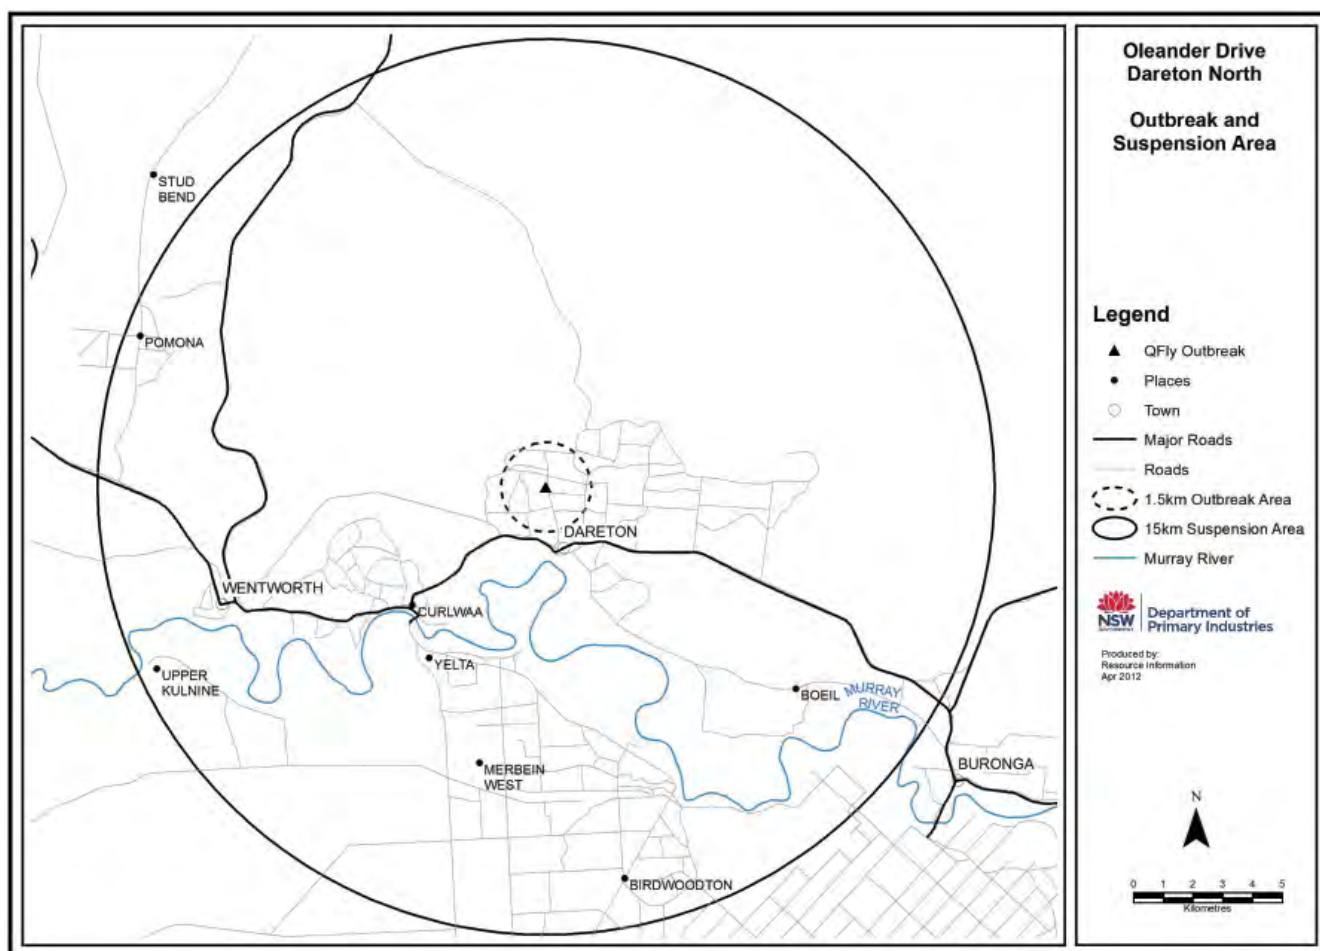 Oleander Drive
Dareton North
Outbreak and
Suspension Area
STUD
BEND
POMONA
DARETON
WENTWORTH
CURLWAA
YELTA
UPPER
KULNINE
BOEIL
MURRAY
RIVER
MERBEIN
WEST
BURONGA
BIRDWOODTON
Legend
QFly Outbreak
Places
Town
Major Roads
Roads
1.5km Outbreak Area
15km Suspension Area
Murray River
NSW
GOVERNMENT
Department of
Primary Industries
Produced by:
Resource Information
Apr 2012
N
0 1 2 3 4 5
Kilometres